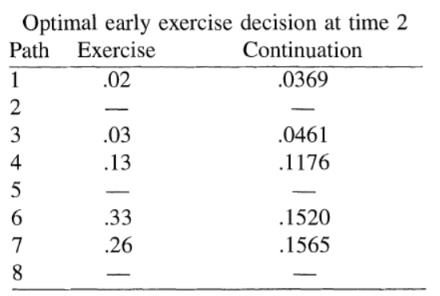 Optimal early exercise decision at time 2
Path Exercise Continuation
1 .02 .0369
2 — —
3 .03 .0461
4 .13 .1176
5 — —
6 .33 .1520
7 .26 .1565
8 — —